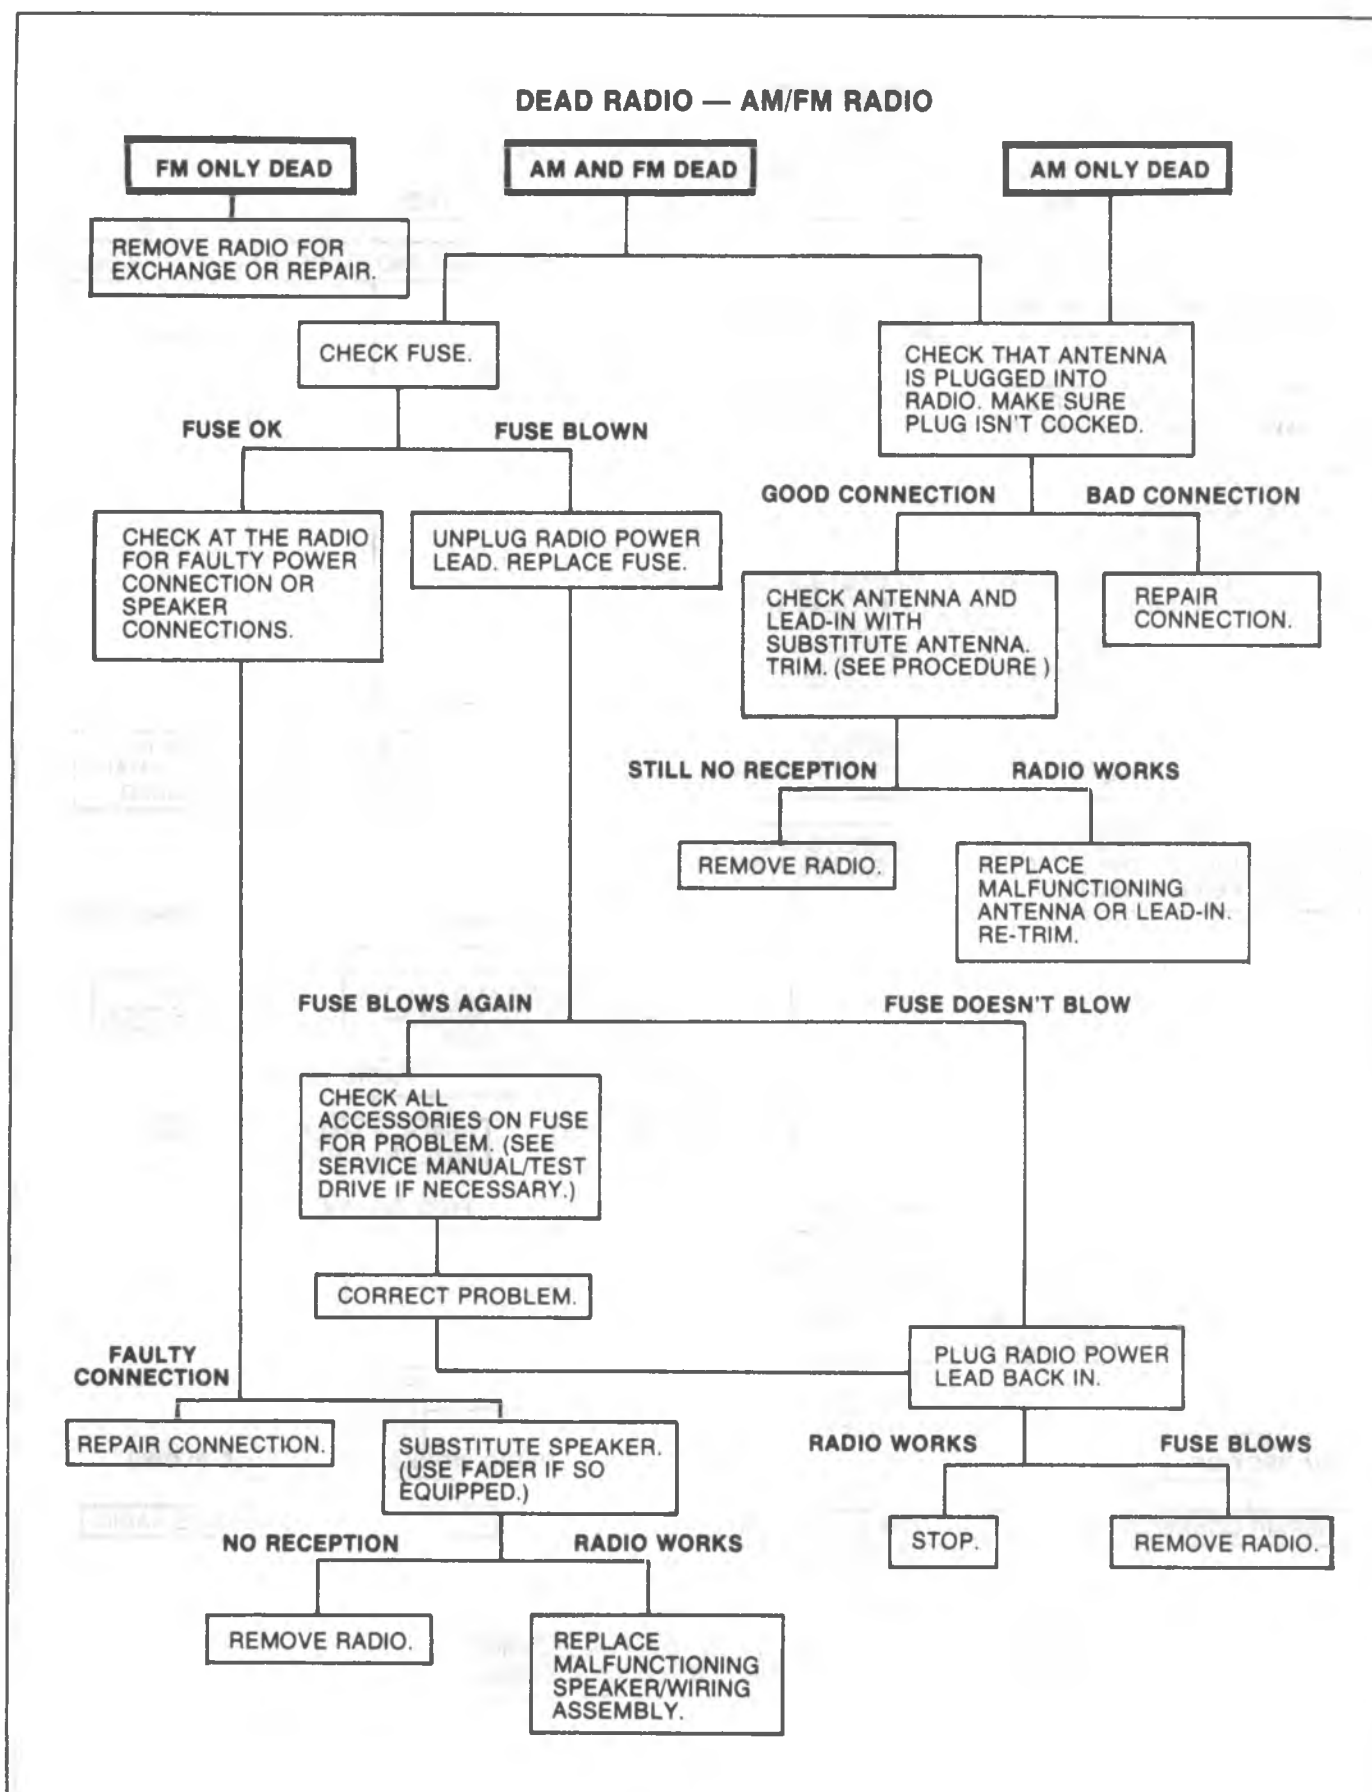 DEAD RADIO — AM/FM RADIO
FM ONLY DEAD
AM AND FM DEAD
AM ONLY DEAD
REMOVE RADIO FOR
EXCHANGE OR REPAIR.
CHECK FUSE.
CHECK THAT ANTENNA
IS PLUGGED INTO
RADIO. MAKE SURE
PLUG ISN'T COCKED.
FUSE OK
FUSE BLOWN
GOOD CONNECTION
BAD CONNECTION
CHECK AT THE RADIO
FOR FAULTY POWER
CONNECTION OR
SPEAKER
CONNECTIONS.
UNPLUG RADIO POWER
LEAD. REPLACE FUSE.
CHECK ANTENNA AND
LEAD-IN WITH
SUBSTITUTE ANTENNA.
TRIM. (SEE PROCEDURE )
REPAIR
CONNECTION.
STILL NO RECEPTION
RADIO WORKS
REMOVE RADIO.
REPLACE
MALFUNCTIONING
ANTENNA OR LEAD-IN.
RE-TRIM.
FUSE BLOWS AGAIN
FUSE DOESN'T BLOW
CHECK ALL
ACCESSORIES ON FUSE
FOR PROBLEM. (SEE
SERVICE MANUAL/TEST
DRIVE IF NECESSARY.)
CORRECT PROBLEM.
PLUG RADIO POWER
LEAD BACK IN.
FAULTY
CONNECTION
REPAIR CONNECTION.
SUBSTITUTE SPEAKER.
(USE FADER IF SO
EQUIPPED.)
RADIO WORKS
FUSE BLOWS
STOP.
REMOVE RADIO.
NO RECEPTION
RADIO WORKS
REMOVE RADIO.
REPLACE
MALFUNCTIONING
SPEAKER/WIRING
ASSEMBLY.